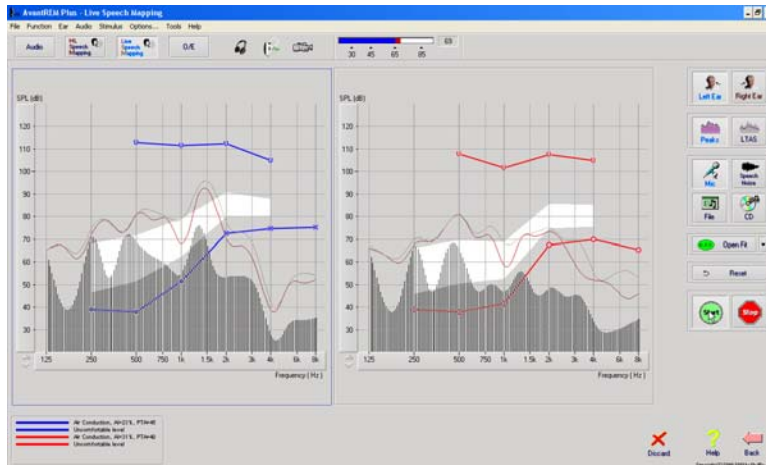 AvantREM Plus - Live Speech Mapping
File Function Ear Audio Stimulus Options... Tools Help
Audio
HL Speech Mapping
Live Speech Mapping
O/E
30 45 65 85
Left Ear
Right Ear
Peaks
LTAS
Mic
Speech Noise
File
CD
Open Fit
Reset
Start
Stop
SPL (dB)
120
110
100
90
80
70
60
50
40
30
125 250 500 750 1k 1.5k 2k 3k 4k 6k 8k
Frequency ( Hz )
SPL (dB)
120
110
100
90
80
70
60
50
40
30
125 250 500 750 1k 1.5k 2k 3k 4k 6k 8k
Frequency ( Hz )
Air Conduction,
Uncomfortable level
Air Conduction,
Uncomfortable level
Discard
Help
Back